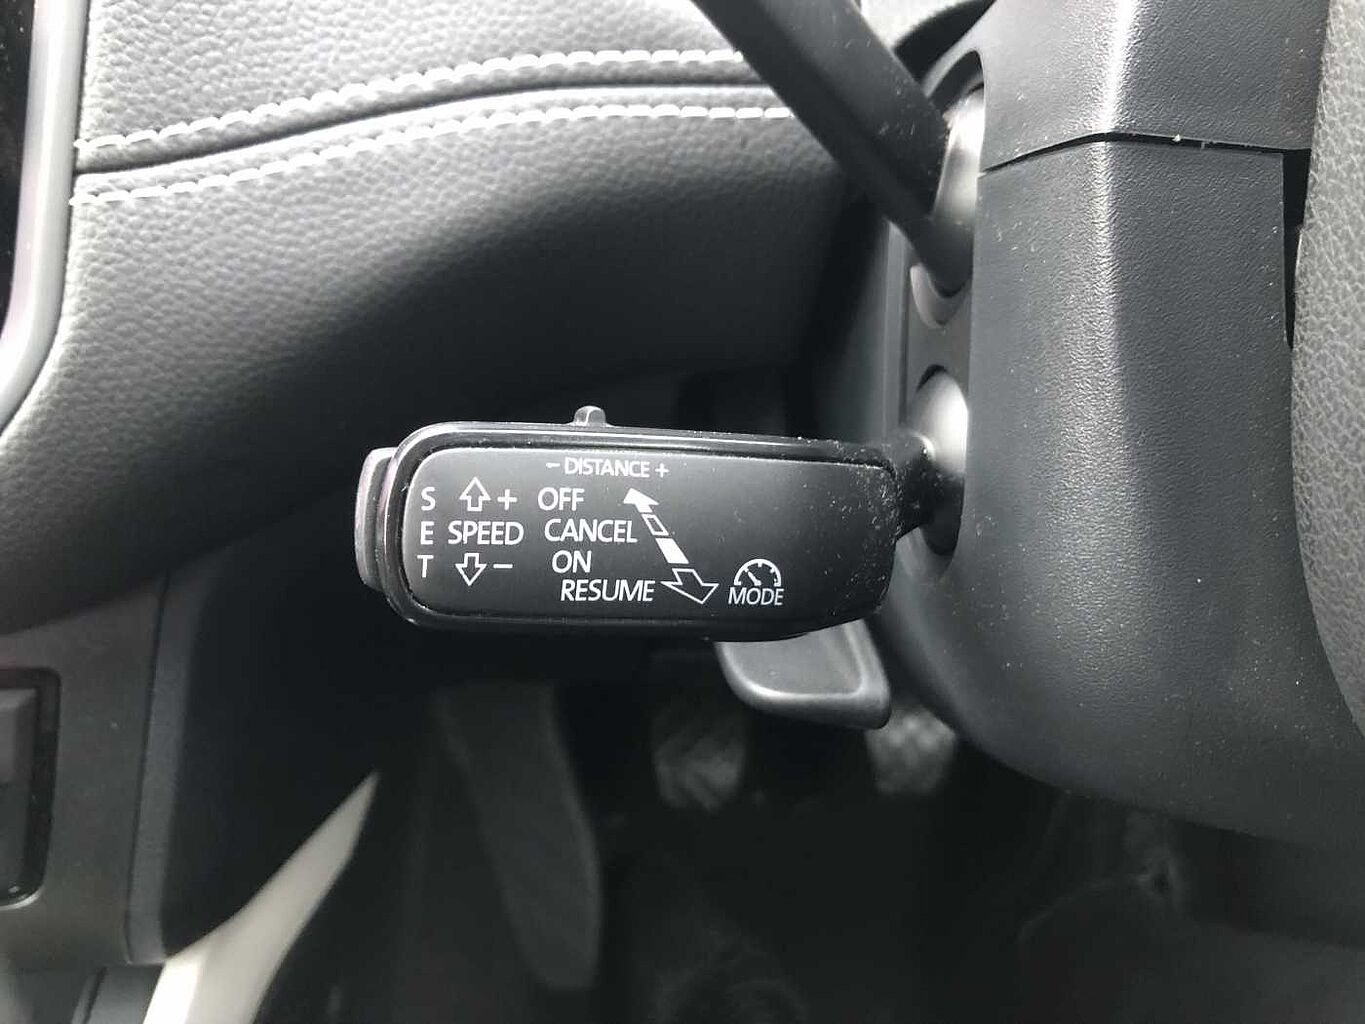 - DISTANCE +
S + OFF
E SPEED CANCEL
T - ON
RESUME
MODE